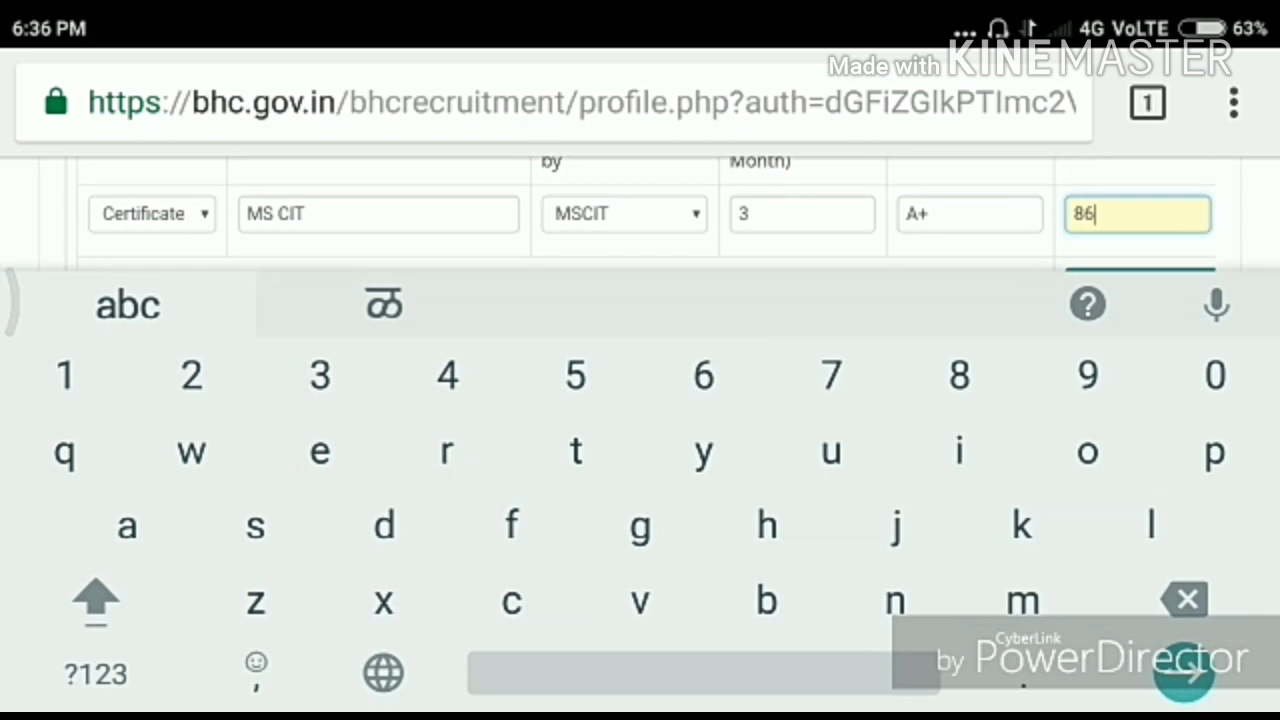 6:36 PM
4G VoLTE 63%
Made with KINEMASTER
https://bhc.gov.in/bhcrecruitment/profile.php?auth=dGFiZGlkPTImc2V
1
by Month)
Certificate MS CIT MSCIT 3 A+ 86
abc ळ ?
1 2 3 4 5 6 7 8 9 0
q w e r t y u i o p
a s d f g h j k l
z x c v b n m
?123 , .
CyberLink
by PowerDirector